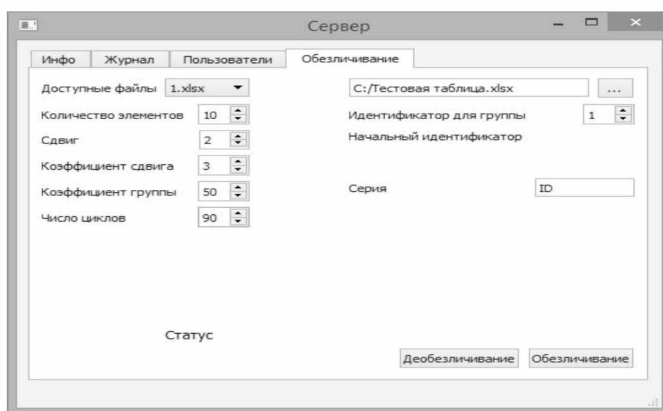 Сервер
Инфо Журнал Пользователи Обезличивание
Доступные файлы 1.xlsx C:/Тестовая таблица.xlsx ...
Количество элементов 10 Идентификатор для группы 1
Сдвиг 2 Начальный идентификатор
Коэффициент сдвига 3
Коэффициент группы 50 Серия ID
Число циклов 90
Статус
Деобезличивание Обезличивание